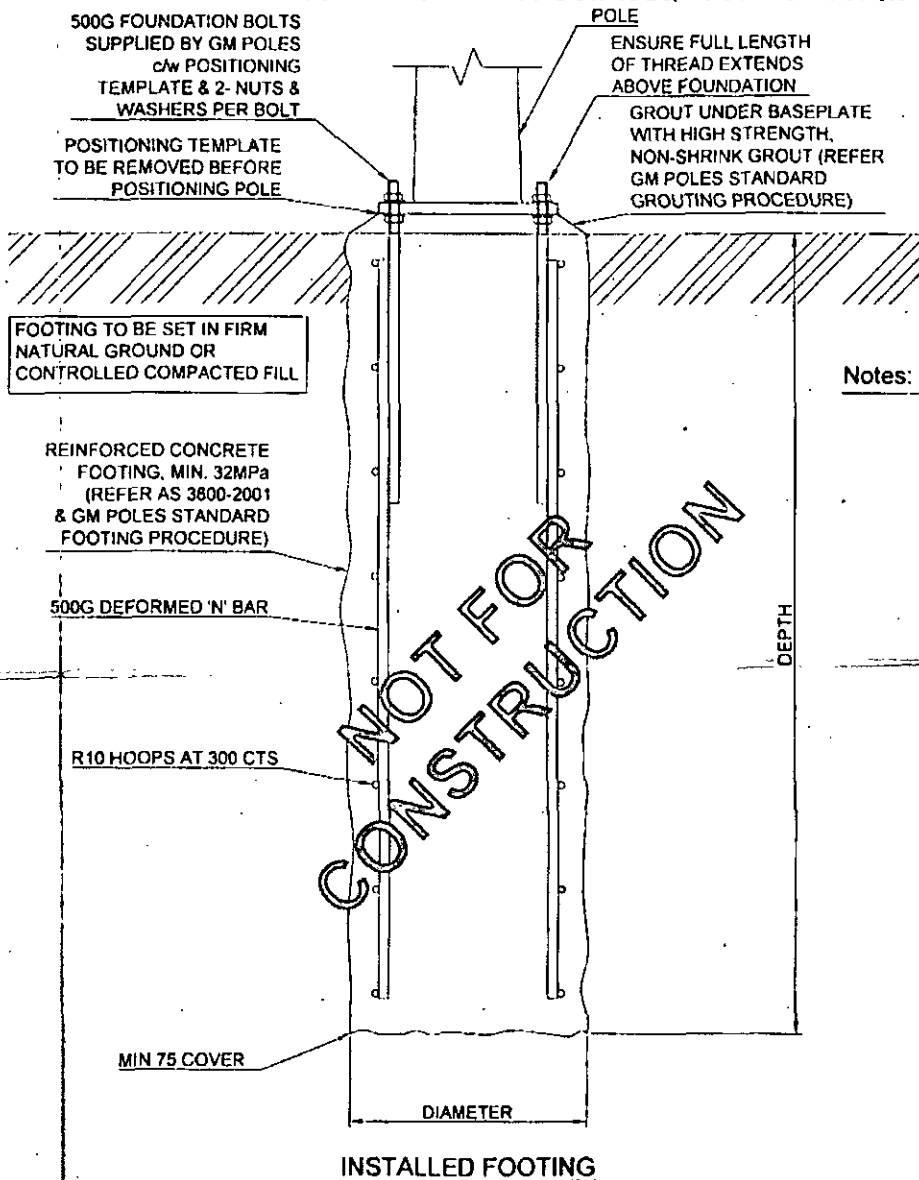 500G FOUNDATION BOLTS
SUPPLIED BY GM POLES
c/w POSITIONING
TEMPLATE & 2- NUTS &
WASHERS PER BOLT
POSITIONING TEMPLATE
TO BE REMOVED BEFORE
POSITIONING POLE
POLE
ENSURE FULL LENGTH
OF THREAD EXTENDS
ABOVE FOUNDATION
GROUT UNDER BASEPLATE
WITH HIGH STRENGTH,
NON-SHRINK GROUT (REFER
GM POLES STANDARD
GROUTING PROCEDURE)
FOOTING TO BE SET IN FIRM
NATURAL GROUND OR
CONTROLLED COMPACTED FILL
Notes:
REINFORCED CONCRETE
FOOTING, MIN. 32MPa
(REFER AS 3600-2001
& GM POLES STANDARD
FOOTING PROCEDURE)
500G DEFORMED 'N' BAR
R10 HOOPS AT 300 CTS
NOT FOR
CONSTRUCTION
DEPTH
MIN 75 COVER
DIAMETER
INSTALLED FOOTING